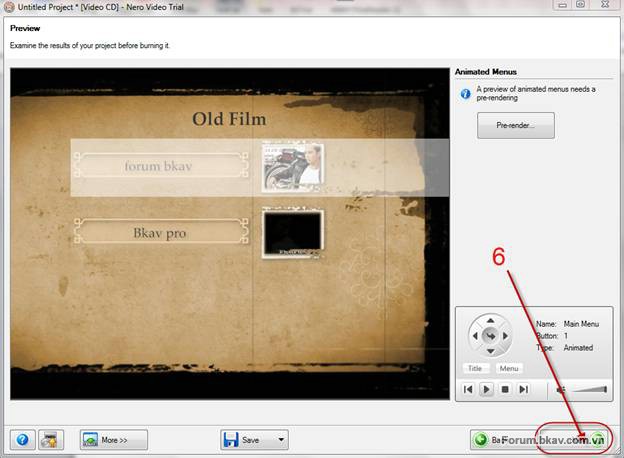 Untitled Project * [Video CD] - Nero Video Trial
Preview
Examine the results of your project before burning it.
Animated Menus
A preview of animated menus needs a
pre-rendering
Pre-render...
Old Film
forum bkav
Bkav pro
6
Name: Main Menu
Button: 1
Type: Animated
Title Menu
More >>
Save
Forum.bkav.com.vn